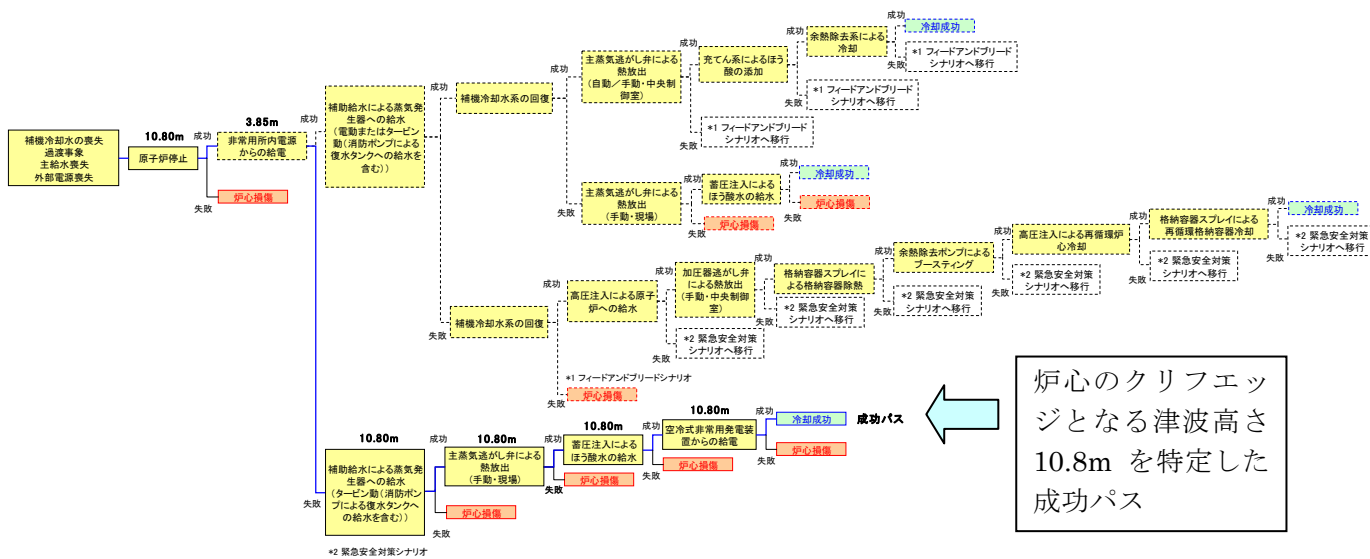 補機冷却水の喪失
過渡事象
主給水喪失
外部電源喪失
10.80m
原子炉停止
成功
失敗
炉心損傷
3.85m
非常用所内電源
からの給電
成功
失敗
補助給水による蒸気発
生器への給水
(電動またはタービン
動(消防ポンプによる
復水タンクへの給水を
含む))
成功
失敗
補機冷却水系の回復
成功
失敗
主蒸気逃がし弁による
熱放出
(自動/手動・中央制
御室)
成功
失敗
*1 フィードアンドブリード
シナリオへ移行
充てん系によるほう
酸の添加
成功
失敗
*1 フィードアンドブリード
シナリオへ移行
余熱除去系による
冷却
成功
冷却成功
失敗
*1 フィードアンドブリード
シナリオへ移行
主蒸気逃がし弁による
熱放出
(手動・現場)
成功
失敗
炉心損傷
蓄圧注入による
ほう酸水の給水
成功
冷却成功
失敗
炉心損傷
補機冷却水系の回復
成功
失敗
*1 フィードアンドブリードシナリオ
炉心損傷
高圧注入による原子
炉への給水
成功
失敗
*2 緊急安全対策
シナリオへ移行
加圧器逃がし弁
による熱放出
(手動・中央制御
室)
成功
失敗
*2 緊急安全対策
シナリオへ移行
格納容器スプレイに
よる格納容器除熱
成功
失敗
*2 緊急安全対策
シナリオへ移行
余熱除去ポンプによる
ブースティング
成功
失敗
*2 緊急安全対策
シナリオへ移行
高圧注入による再循環炉
心冷却
成功
失敗
*2 緊急安全対策
シナリオへ移行
格納容器スプレイによる
再循環格納容器冷却
成功
冷却成功
失敗
*2 緊急安全対策
シナリオへ移行
10.80m
補助給水による蒸気発
生器への給水
(タービン動(消防ポン
プによる復水タンクへ
の給水を含む))
*2 緊急安全対策シナリオ
成功
失敗
炉心損傷
10.80m
主蒸気逃がし弁による
熱放出
(手動・現場)
成功
失敗
炉心損傷
10.80m
蓄圧注入による
ほう酸水の給水
成功
失敗
炉心損傷
10.80m
空冷式非常用発電装
置からの給電
成功
冷却成功
成功パス
失敗
炉心損傷
炉心のクリフエッ
ジとなる津波高さ
10.8m を特定した
成功パス